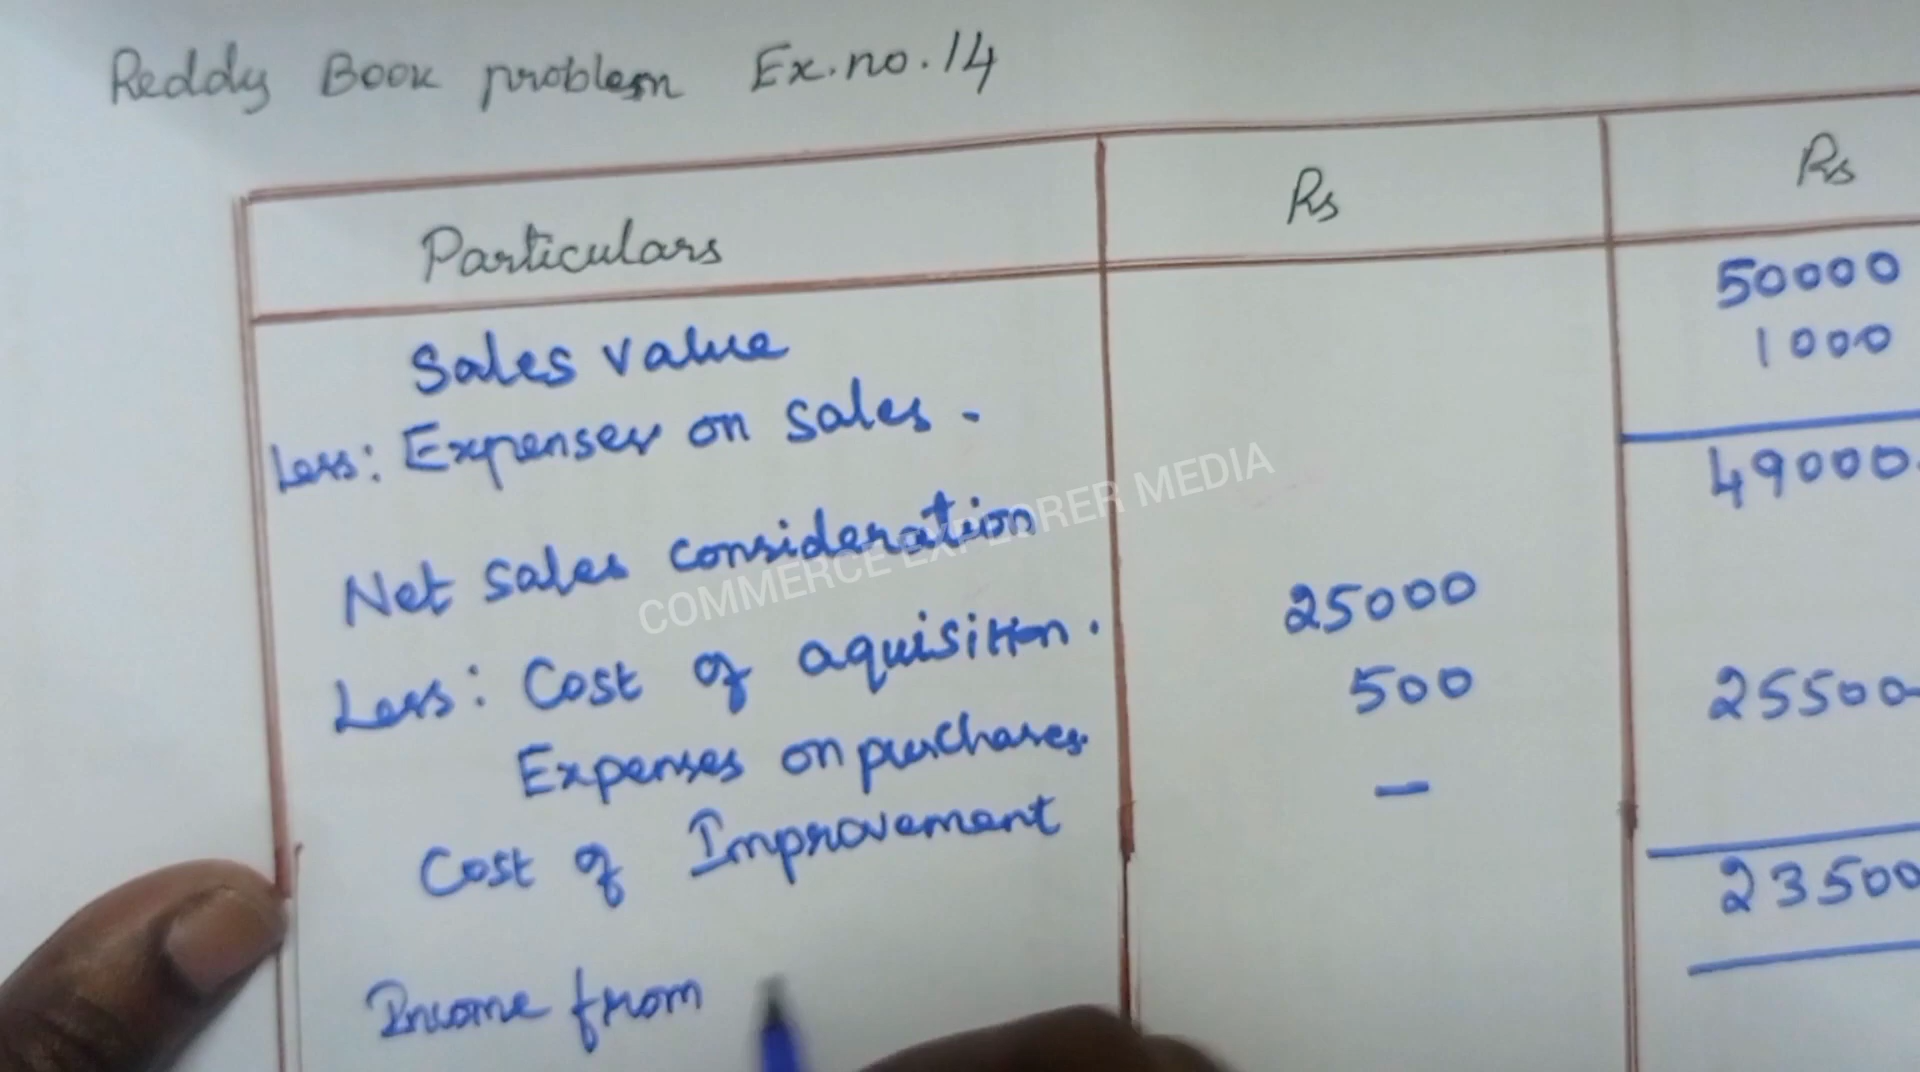 Reddy Book problem Ex.no.14
Particulars Rs Rs
Sales value 50000
Less: Expenses on sales. 1000
Net sales consideration 49000.
Less: Cost of aquisition. 25000
Expenses on purchases. 500 25500
Cost of Improvement —
23500
Income from
COMMERCE EXPLORER MEDIA